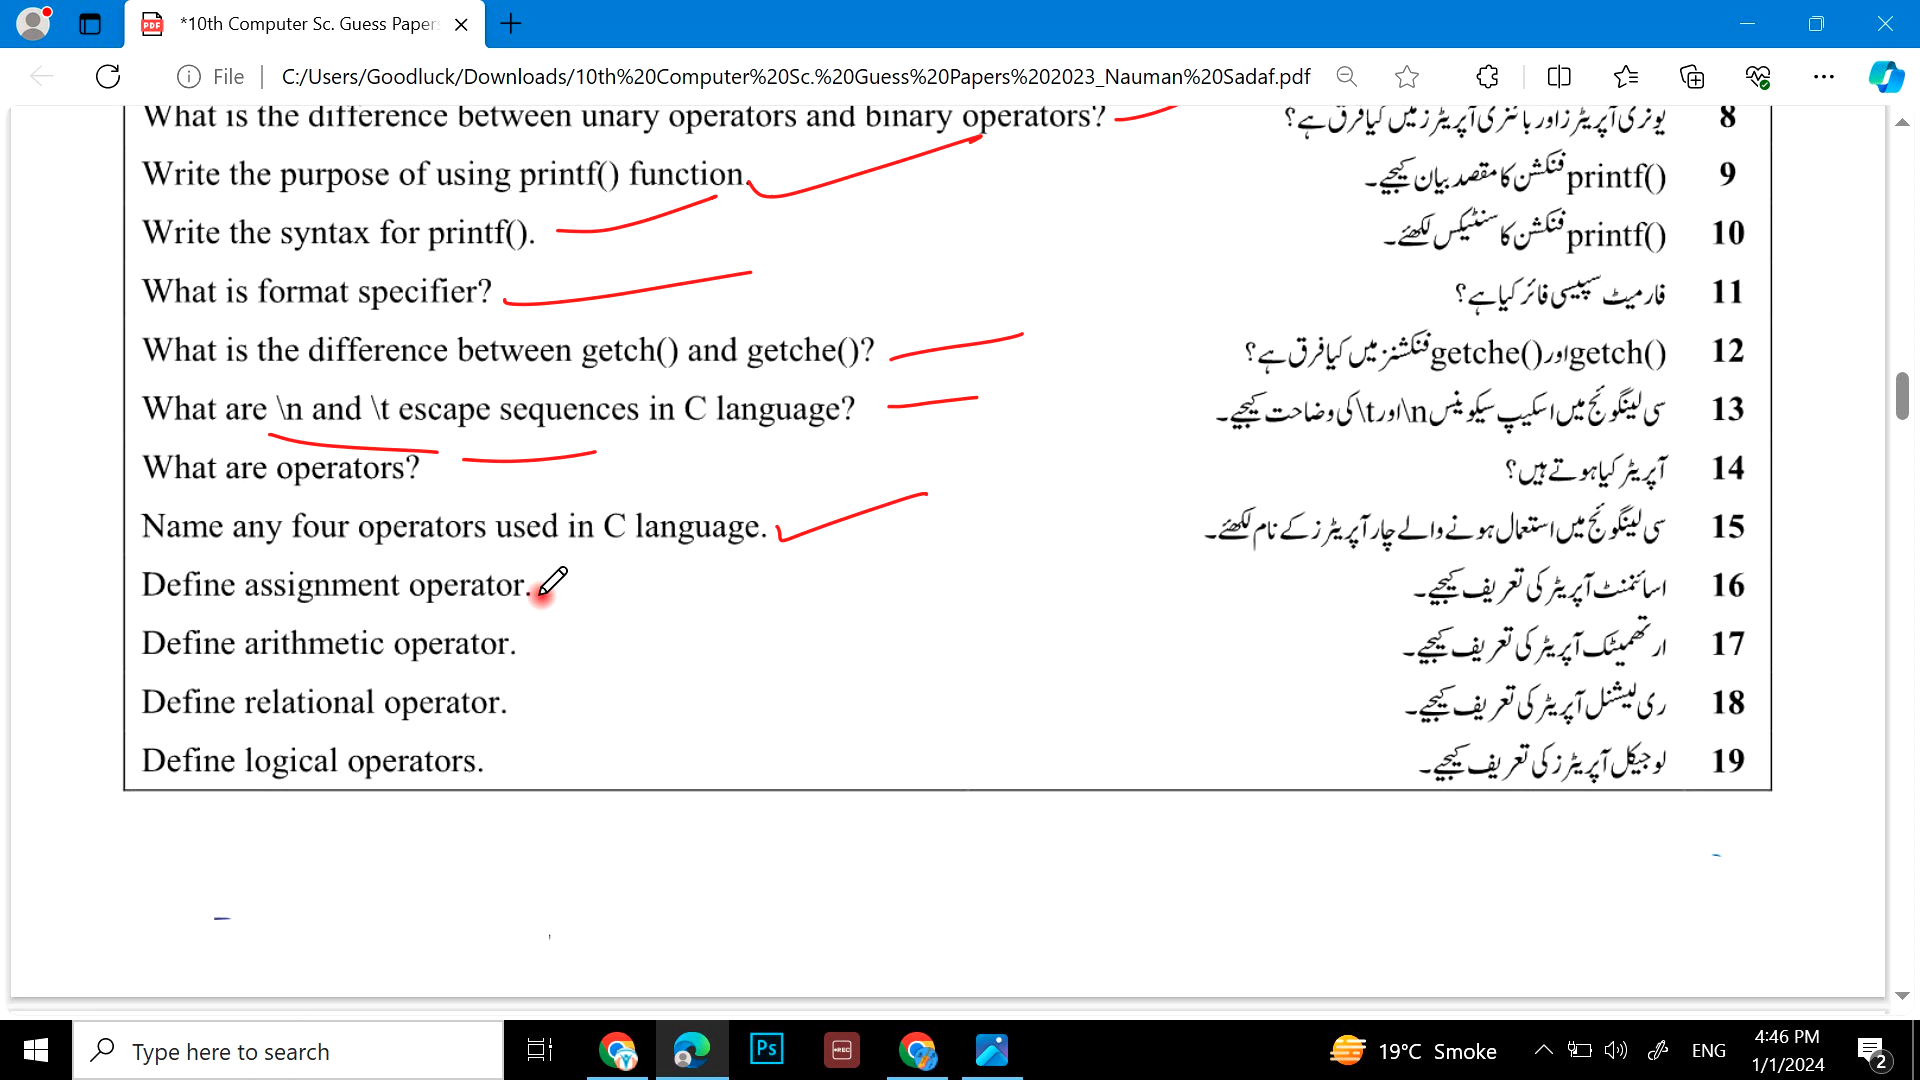 *10th Computer Sc. Guess Paper
File
C:/Users/Goodluck/Downloads/10th%20Computer%20Sc.%20Guess%20Papers%202023_Nauman%20Sadaf.pdf
What is the difference between unary operators and binary operators? یونری آپریٹرز اور بائنری آپریٹرز میں کیا فرق ہے؟ 8
Write the purpose of using printf() function. printf() فنکشن کا مقصد بیان کیجیے۔ 9
Write the syntax for printf(). printf() فنکشن کا سنٹیکس لکھئے۔ 10
What is format specifier? فارمیٹ سپیسی فائر کیا ہے؟ 11
What is the difference between getch() and getche()? getch() اور getche() فنکشنز میں کیا فرق ہے؟ 12
What are \n and \t escape sequences in C language? سی لینگوئج میں اسکیپ سیکوینس \n اور \t کی وضاحت کیجیے۔ 13
What are operators? آپریٹر کیا ہوتے ہیں؟ 14
Name any four operators used in C language. سی لینگوئج میں استعمال ہونے والے چار آپریٹرز کے نام لکھئے۔ 15
Define assignment operator. اسائنمنٹ آپریٹر کی تعریف کیجیے۔ 16
Define arithmetic operator. ارتھمیٹک آپریٹر کی تعریف کیجیے۔ 17
Define relational operator. ری لیشنل آپریٹر کی تعریف کیجیے۔ 18
Define logical operators. لوجیکل آپریٹرز کی تعریف کیجیے۔ 19
Type here to search
Ps
REC
19°C Smoke
ENG
4:46 PM
1/1/2024
2